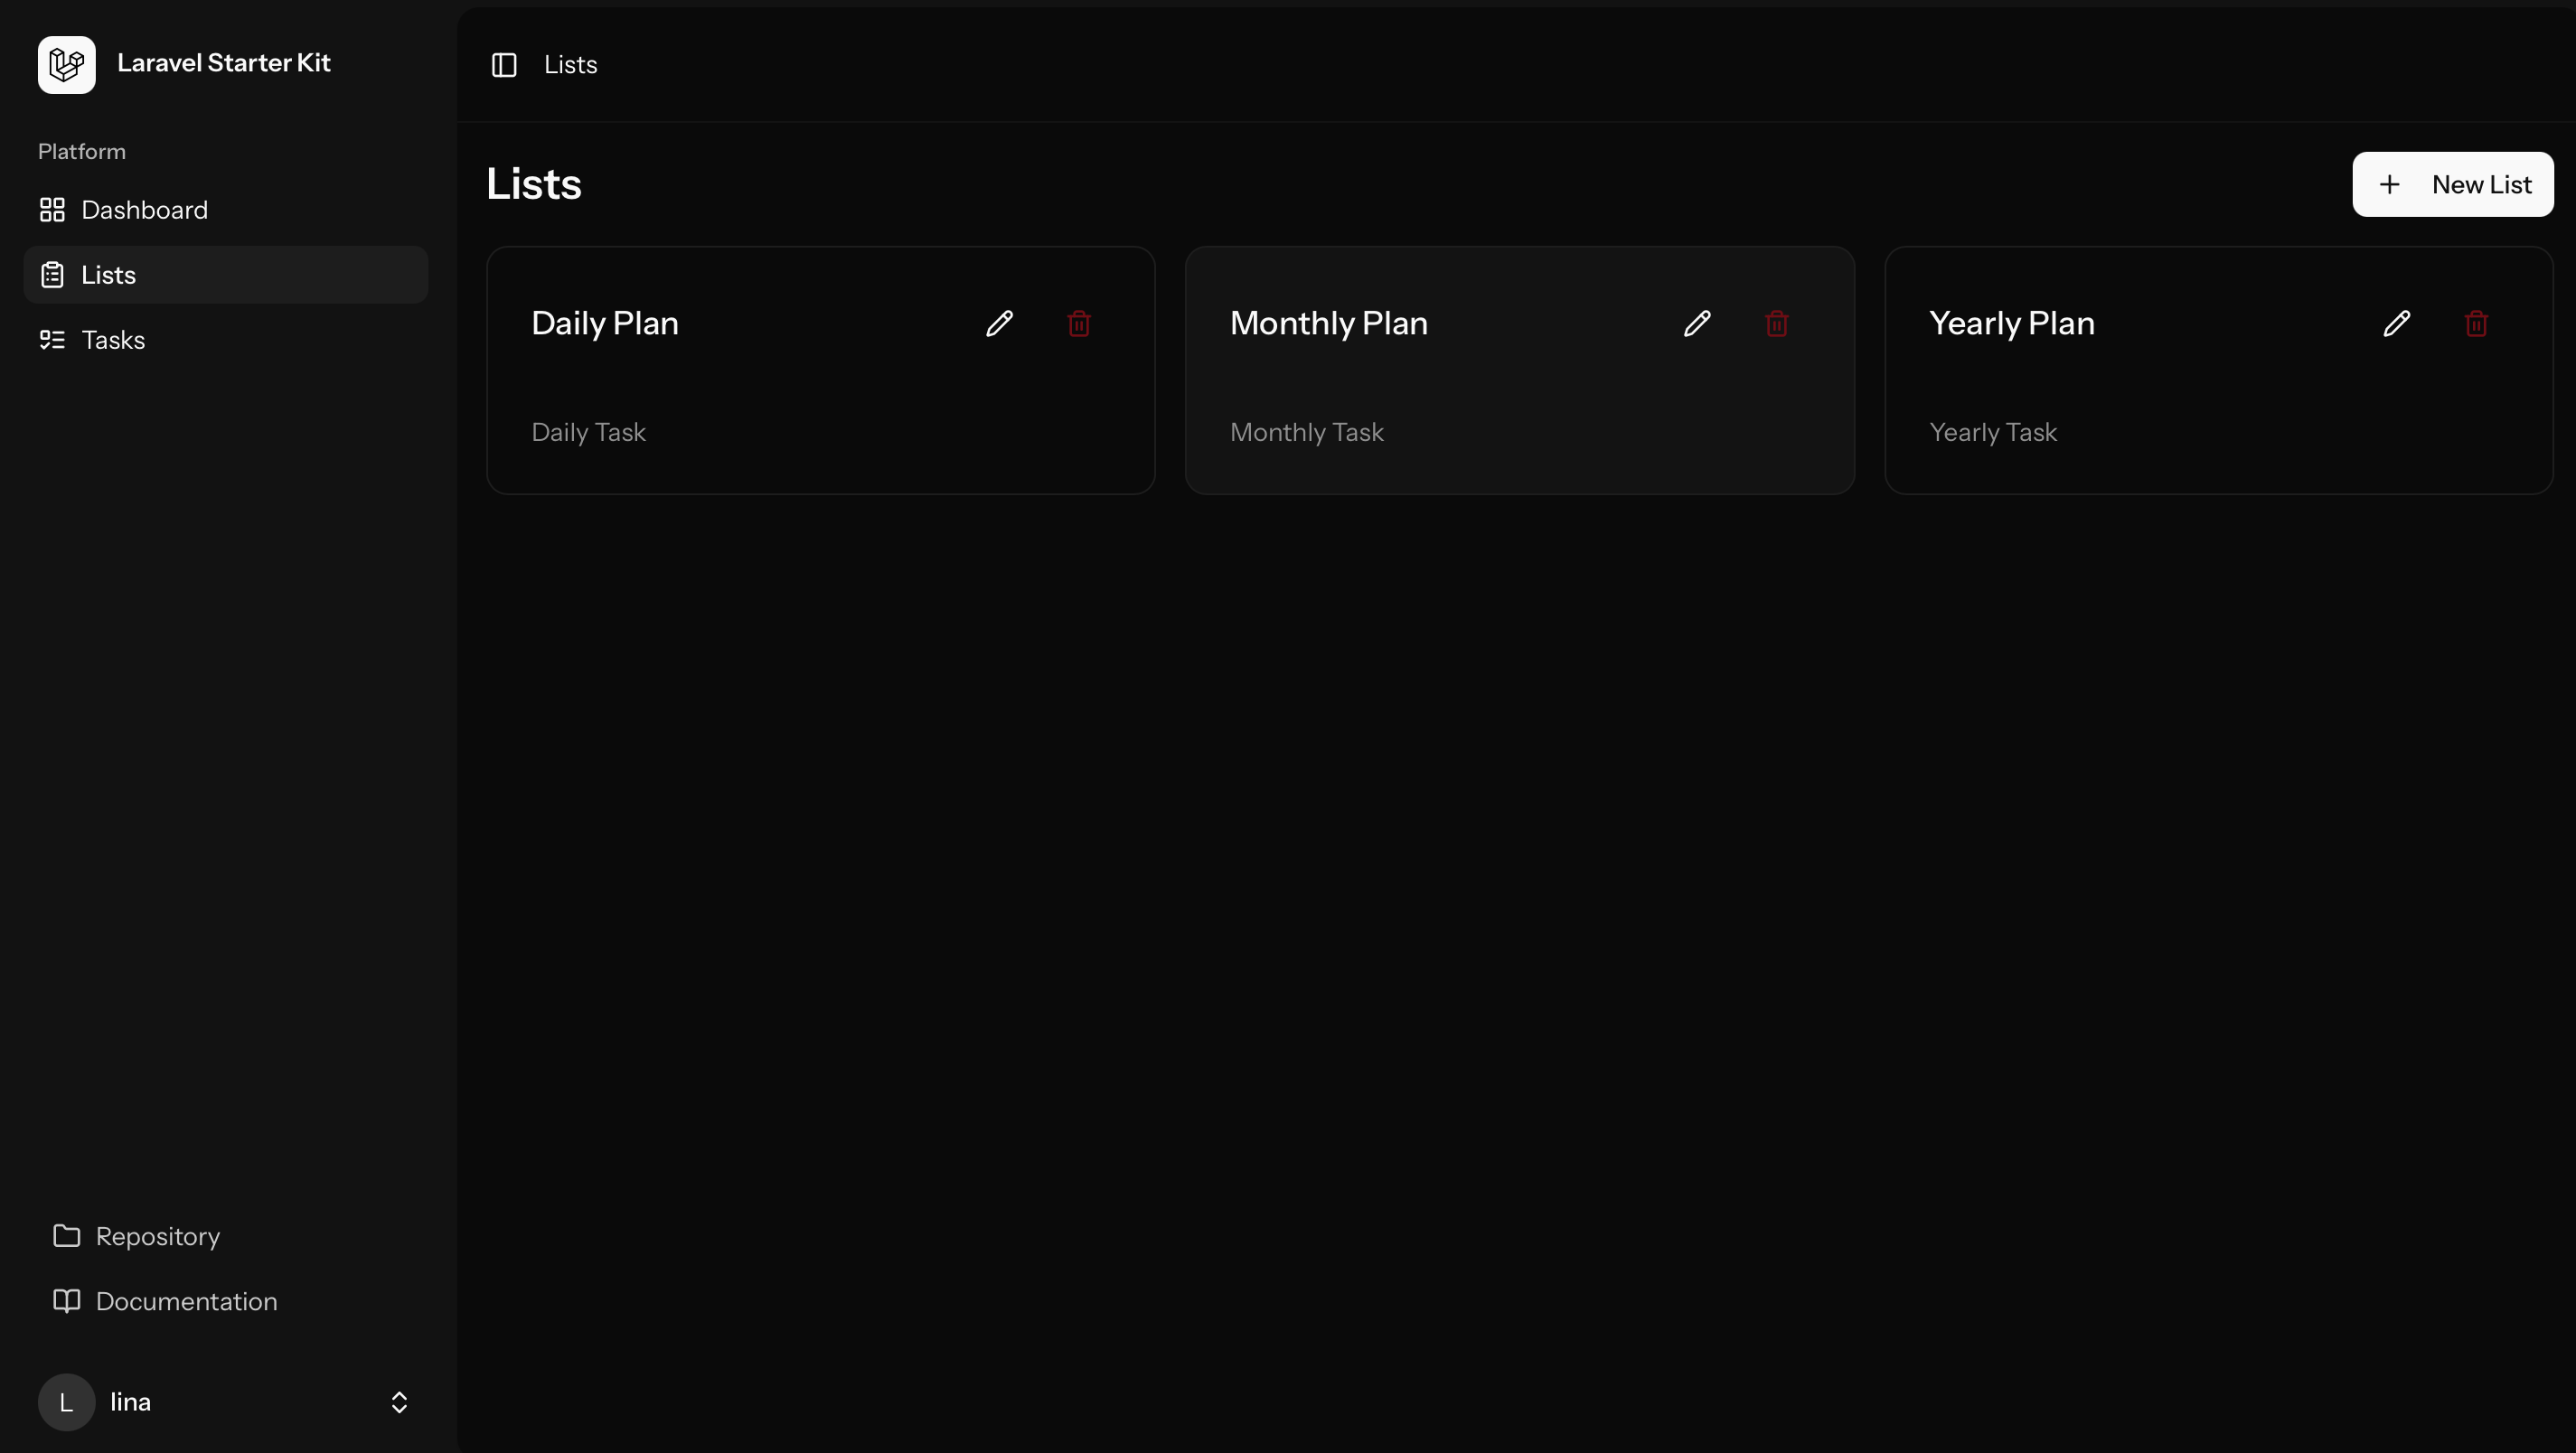 Laravel Starter Kit
Platform
Dashboard
Lists
Tasks
Repository
Documentation
L
lina
Lists
Lists
New List
Daily Plan
Daily Task
Monthly Plan
Monthly Task
Yearly Plan
Yearly Task